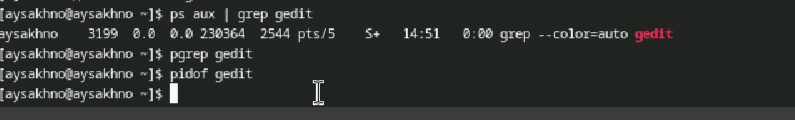 [aysakhno@aysakhno ~]$ ps aux | grep gedit
aysakhno    3199  0.0  0.0 230364  2544 pts/5    S+   14:51   0:00 grep --color=auto gedit
[aysakhno@aysakhno ~]$ pgrep gedit
[aysakhno@aysakhno ~]$ pidof gedit
[aysakhno@aysakhno ~]$